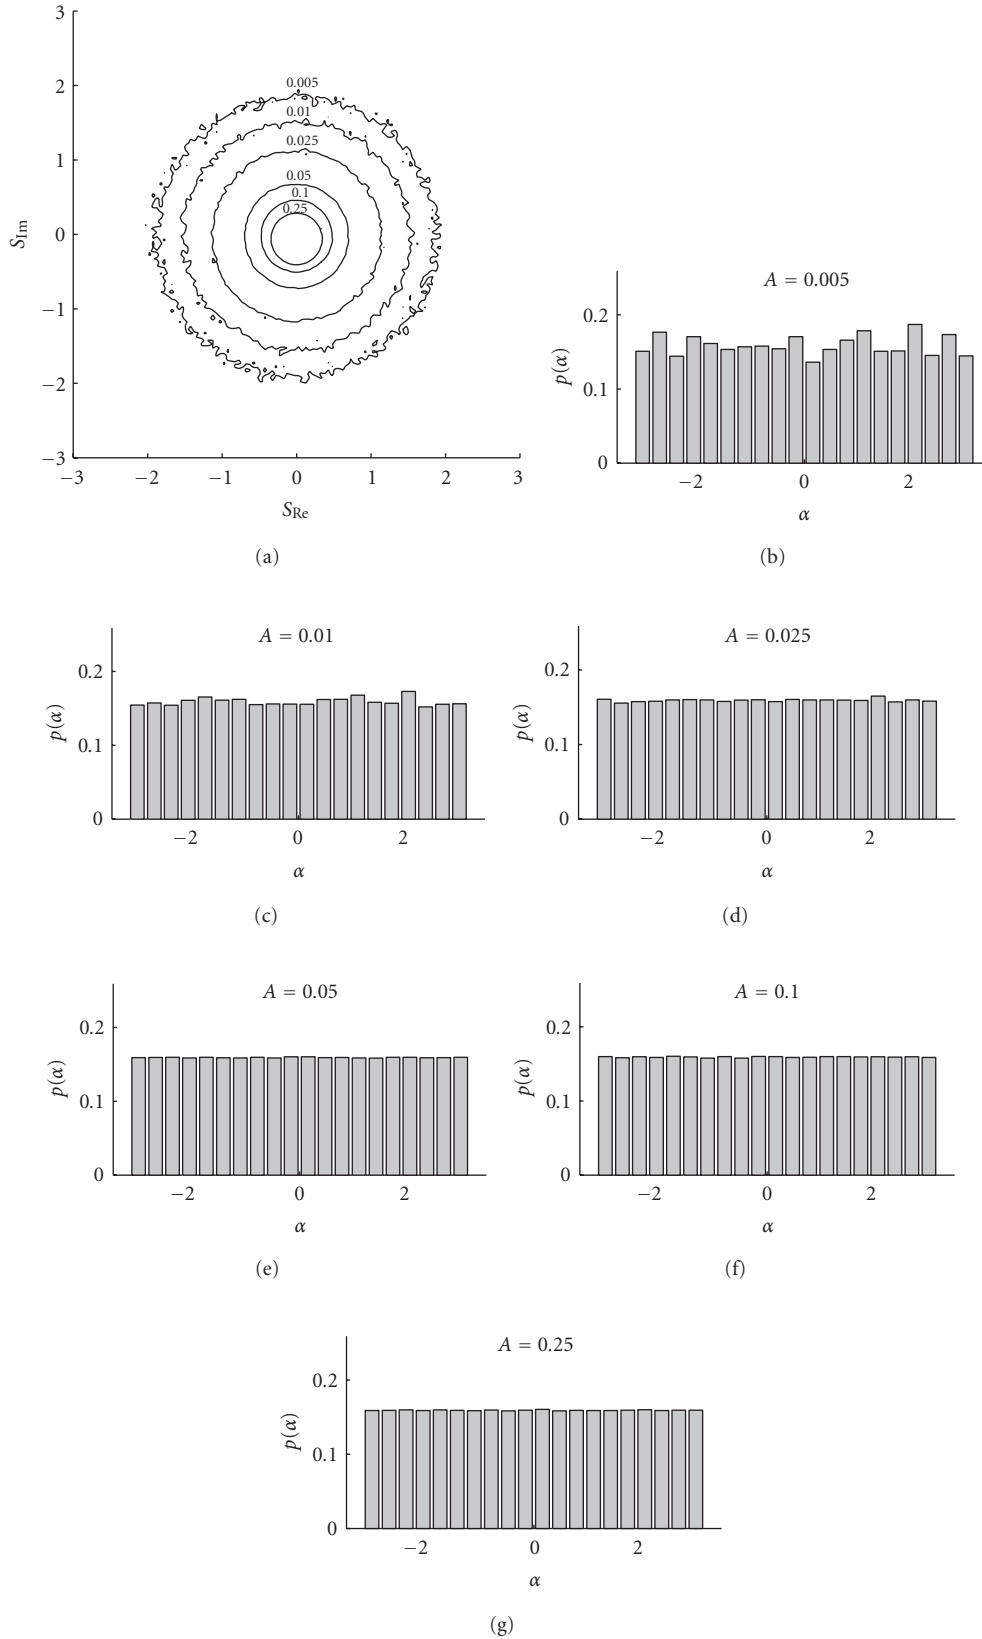 3
2
1
0
−1
−2
−3
S_Im
0.005
0.01
0.025
0.05
0.1
0.25
−3 −2 −1 0 1 2 3
S_Re
(a)
A = 0.005
0.2
0.1
0
p(α)
−2 0 2
α
(b)
A = 0.01
0.2
0.1
0
p(α)
−2 0 2
α
(c)
A = 0.025
0.2
0.1
0
p(α)
−2 0 2
α
(d)
A = 0.05
0.2
0.1
0
p(α)
−2 0 2
α
(e)
A = 0.1
0.2
0.1
0
p(α)
−2 0 2
α
(f)
A = 0.25
0.2
0.1
0
p(α)
−2 0 2
α
(g)